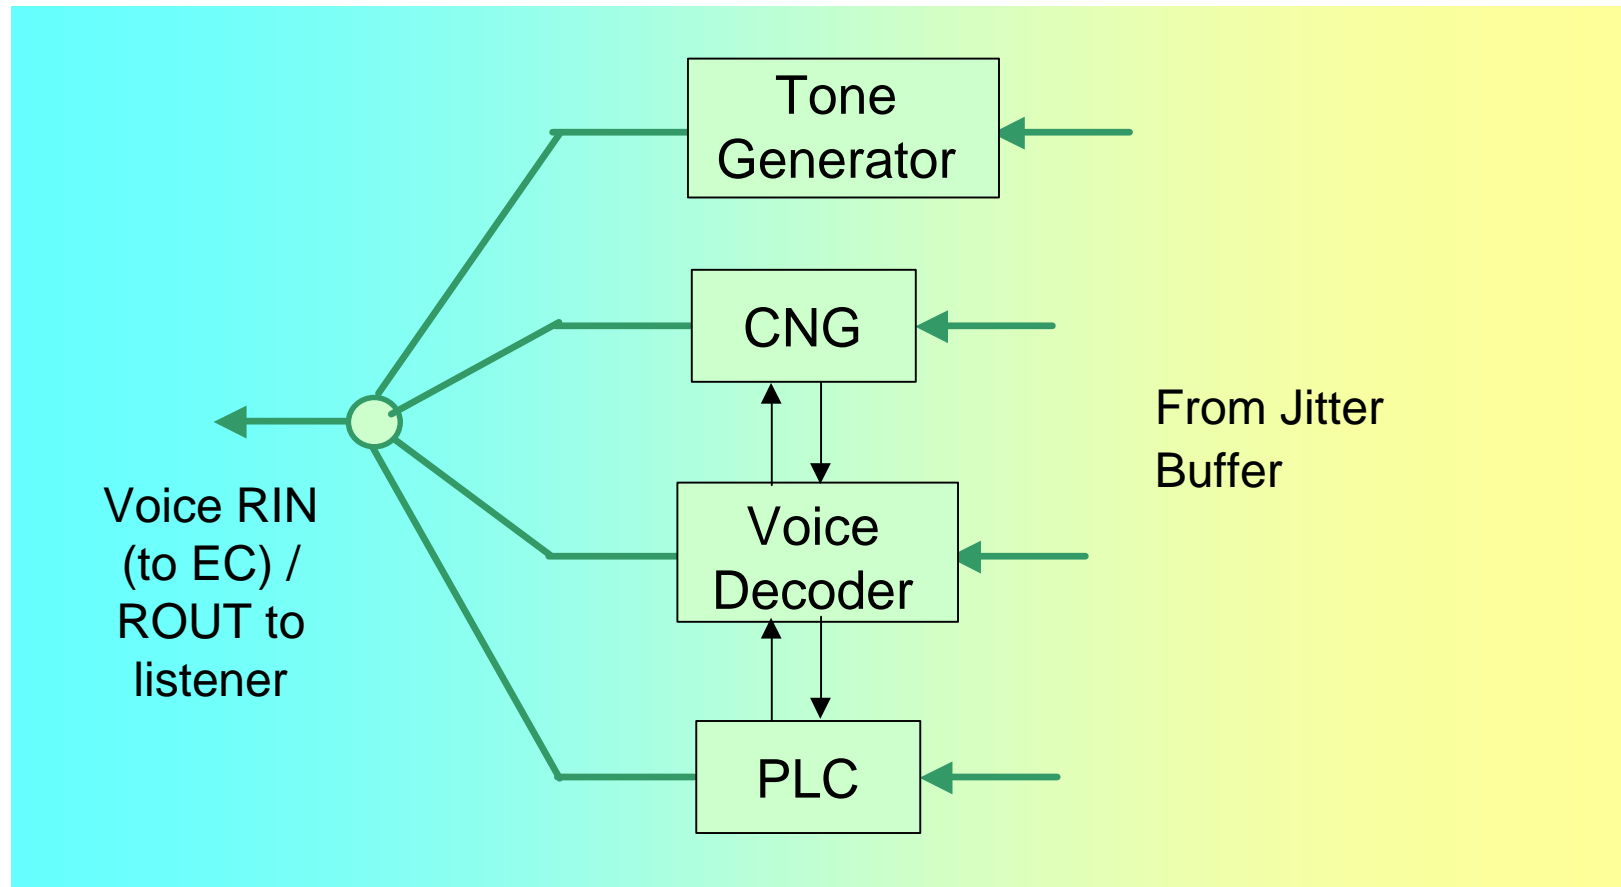 Tone
Generator
CNG
From Jitter
Buffer
Voice RIN
(to EC) /
ROUT to
listener
Voice
Decoder
PLC